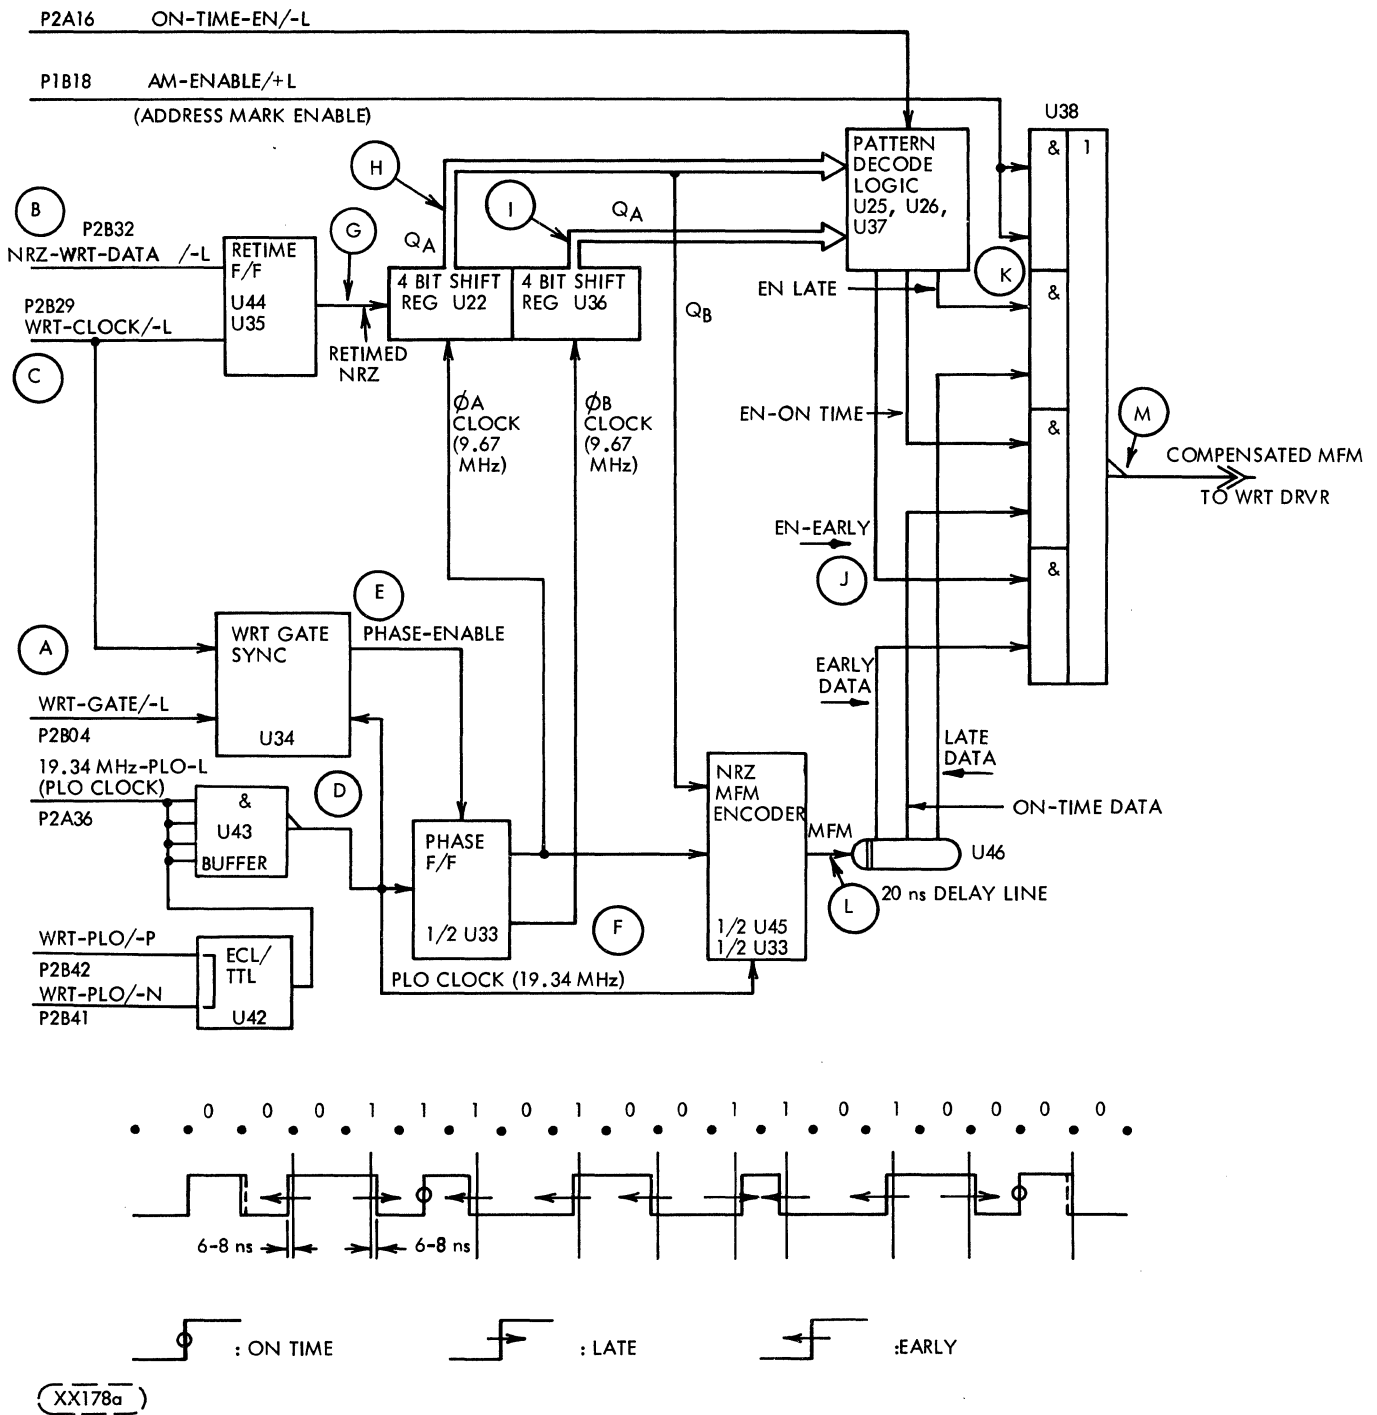 P2A16 ON-TIME-EN/-L
P1B18 AM-ENABLE/+L
(ADDRESS MARK ENABLE)
U38
& 1
PATTERN
DECODE
LOGIC
U25, U26,
U37
H
I
QA
QA
B
P2B32
NRZ-WRT-DATA /-L
RETIME
F/F
U44
U35
G
4 BIT SHIFT
REG U22
4 BIT SHIFT
REG U36
K
&
EN LATE
QB
P2B29
WRT-CLOCK/-L
RETIMED
NRZ
C
ØA
CLOCK
(9.67
MHz)
ØB
CLOCK
(9.67
MHz)
EN-ON TIME
&
M
COMPENSATED MFM
TO WRT DRVR
EN-EARLY
J
&
E
A
WRT GATE
SYNC
U34
PHASE-ENABLE
WRT-GATE/-L
P2B04
EARLY
DATA
LATE
DATA
19.34 MHz-PLO-L
(PLO CLOCK)
P2A36
&
U43
BUFFER
D
NRZ
MFM
ENCODER
1/2 U45
1/2 U33
ON-TIME DATA
PHASE
F/F
1/2 U33
MFM
U46
L
20 ns DELAY LINE
F
WRT-PLO/-P
P2B42
WRT-PLO/-N
P2B41
ECL/
TTL
U42
PLO CLOCK (19.34 MHz)
0 0 0 1 1 1 0 1 0 0 1 1 0 1 0 0 0 0
6-8 ns
6-8 ns
: ON TIME
: LATE
:EARLY
XX178a